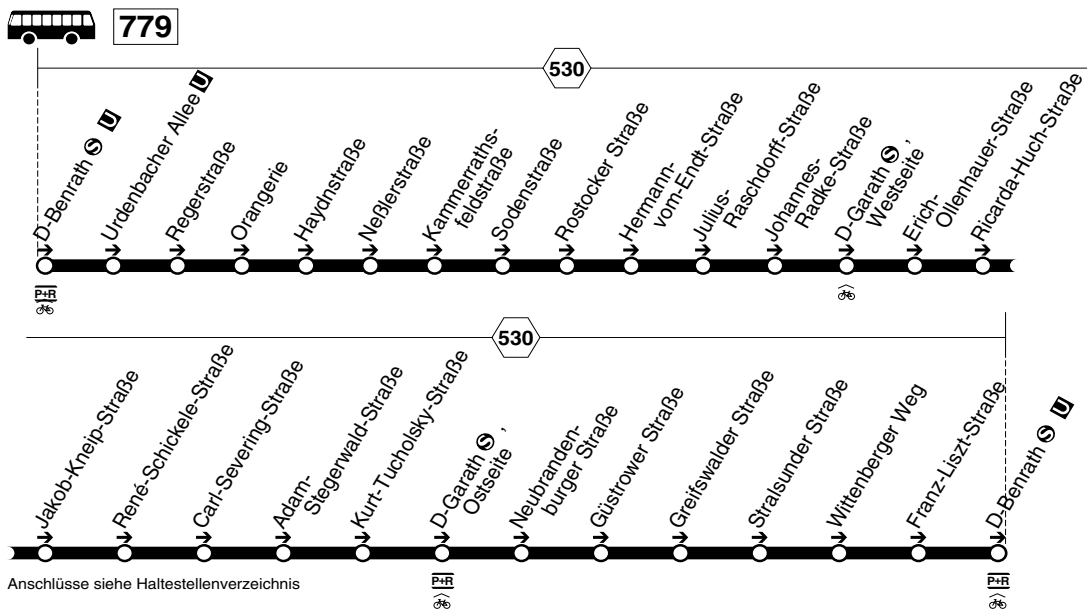 779
530
D-Benrath S U
Urdenbacher Allee U
Regerstraße
Orangerie
Haydnstraße
Neßlerstraße
Kammerraths-
feldstraße
Sodenstraße
Rostocker Straße
Hermann-
vom-Endt-Straße
Julius-
Raschdorff-Straße
Johannes-
Radke-Straße
D-Garath S ,
Westseite
Erich-
Ollenhauer-Straße
Ricarda-Huch-Straße
P+R
530
Jakob-Kneip-Straße
René-Schickele-Straße
Carl-Severing-Straße
Adam-
Stegerwald-Straße
Kurt-Tucholsky-Straße
D-Garath S ,
Ostseite
Neubranden-
burger Straße
Güstrower Straße
Greifswalder Straße
Stralsunder Straße
Wittenberger Weg
Franz-Liszt-Straße
D-Benrath S U
Anschlüsse siehe Haltestellenverzeichnis
P+R
P+R